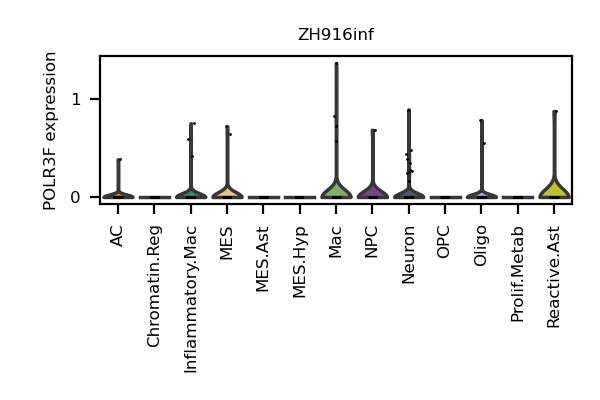 ZH916inf
POLR3F expression
1
0
AC
Chromatin.Reg
Inflammatory.Mac
MES
MES.Ast
MES.Hyp
Mac
NPC
Neuron
OPC
Oligo
Prolif.Metab
Reactive.Ast